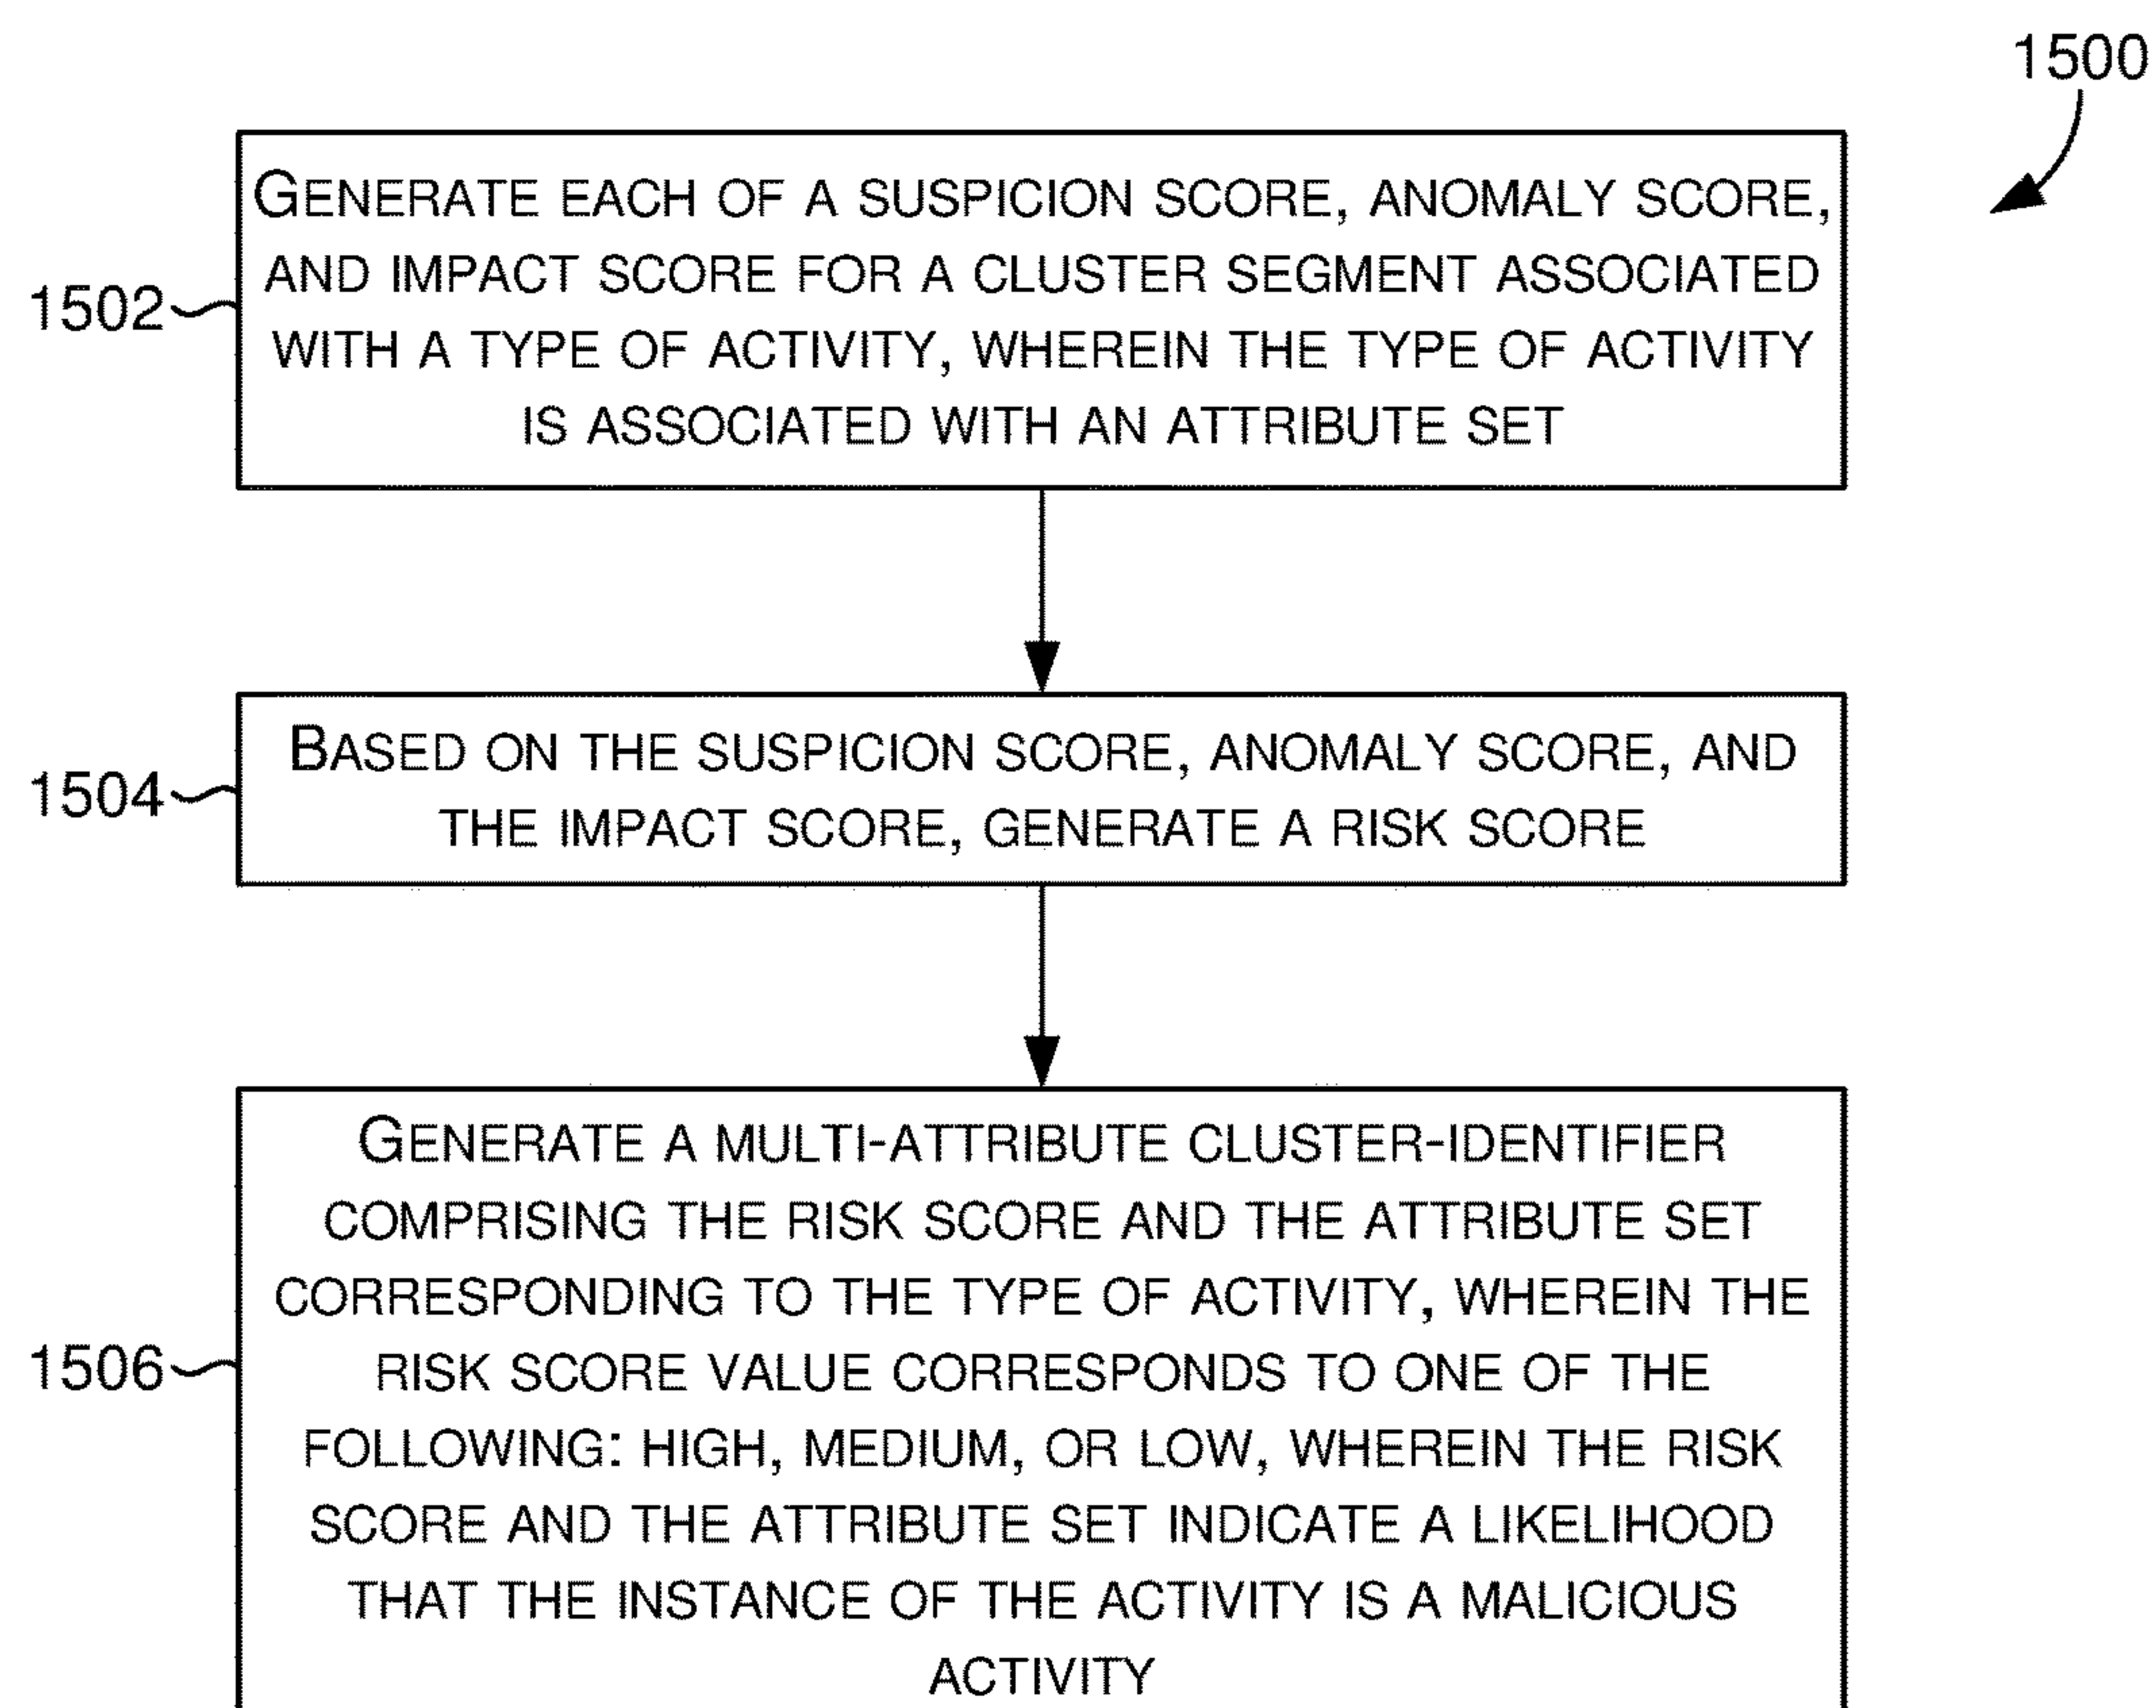 1500
GENERATE EACH OF A SUSPICION SCORE, ANOMALY SCORE,
AND IMPACT SCORE FOR A CLUSTER SEGMENT ASSOCIATED
WITH A TYPE OF ACTIVITY, WHEREIN THE TYPE OF ACTIVITY
IS ASSOCIATED WITH AN ATTRIBUTE SET
1502
BASED ON THE SUSPICION SCORE, ANOMALY SCORE, AND
THE IMPACT SCORE, GENERATE A RISK SCORE
1504
GENERATE A MULTI-ATTRIBUTE CLUSTER-IDENTIFIER
COMPRISING THE RISK SCORE AND THE ATTRIBUTE SET
CORRESPONDING TO THE TYPE OF ACTIVITY, WHEREIN THE
RISK SCORE VALUE CORRESPONDS TO ONE OF THE
FOLLOWING: HIGH, MEDIUM, OR LOW, WHEREIN THE RISK
SCORE AND THE ATTRIBUTE SET INDICATE A LIKELIHOOD
THAT THE INSTANCE OF THE ACTIVITY IS A MALICIOUS
ACTIVITY
1506